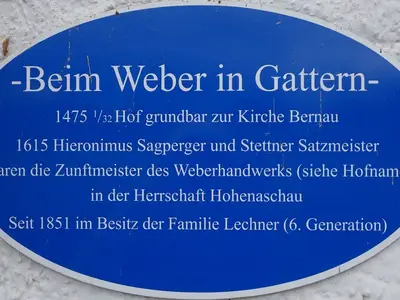 -Beim Weber in Gattern-
1475 1/32 Hof grundbar zur Kirche Bernau
1615 Hieronimus Sagperger und Stettner Satzmeister
aren die Zunftmeister des Weberhandwerks (siehe Hofnam
in der Herrschaft Hohenaschau
Seit 1851 im Besitz der Familie Lechner (6. Generation)